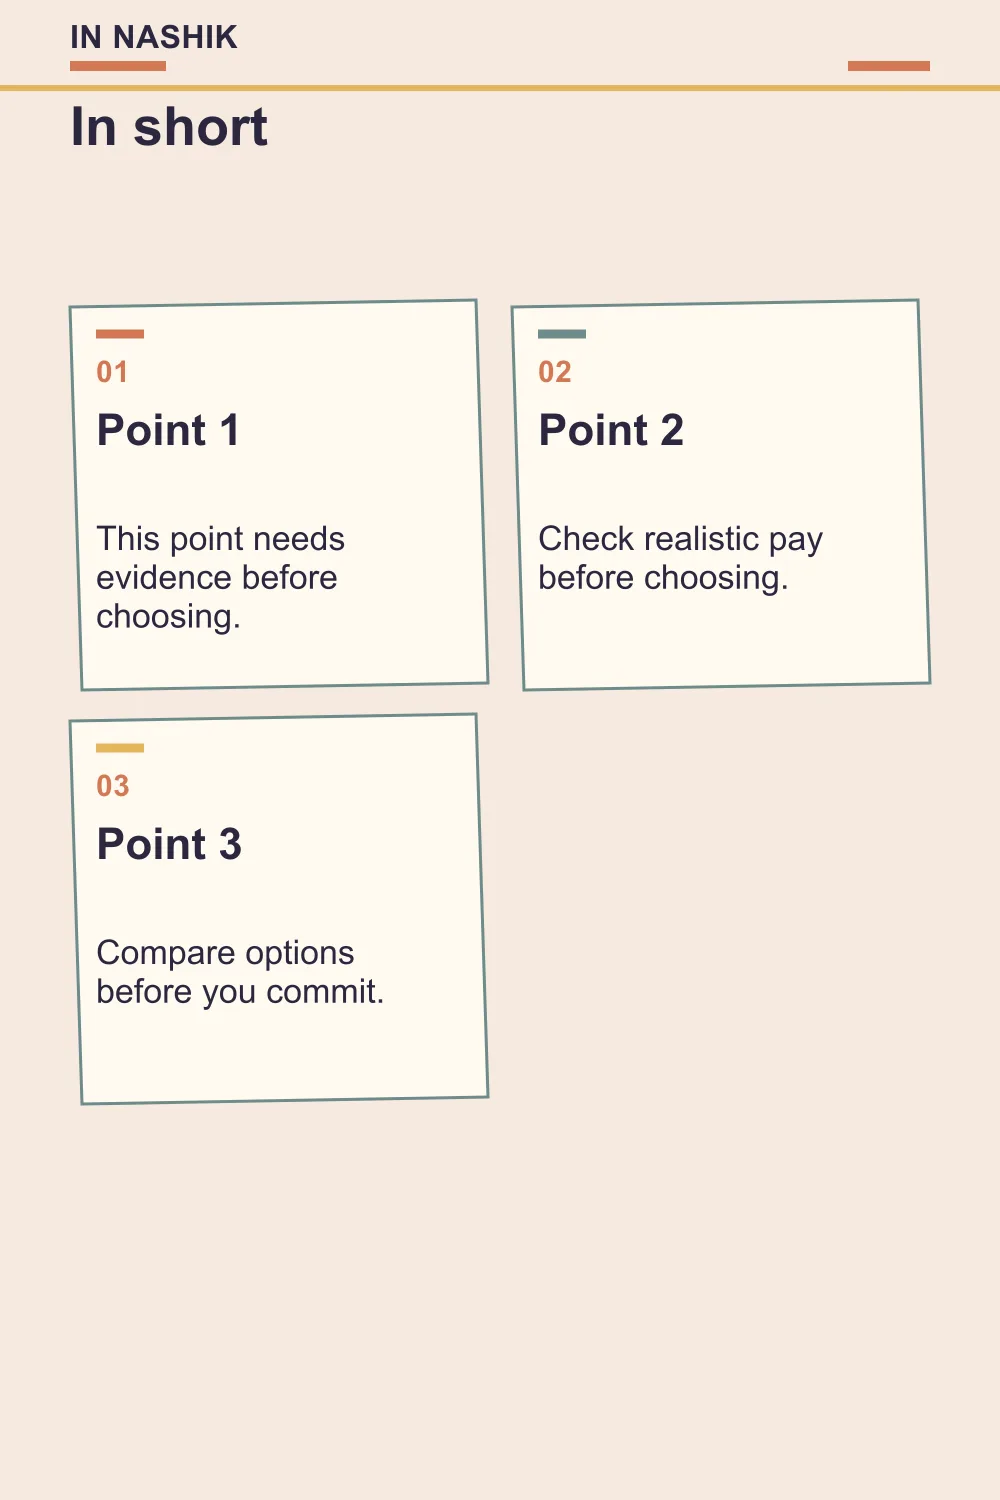 IN NASHIK
In short
01
Point 1
This point needs
evidence before
choosing.
02
Point 2
Check realistic pay
before choosing.
03
Point 3
Compare options
before you commit.